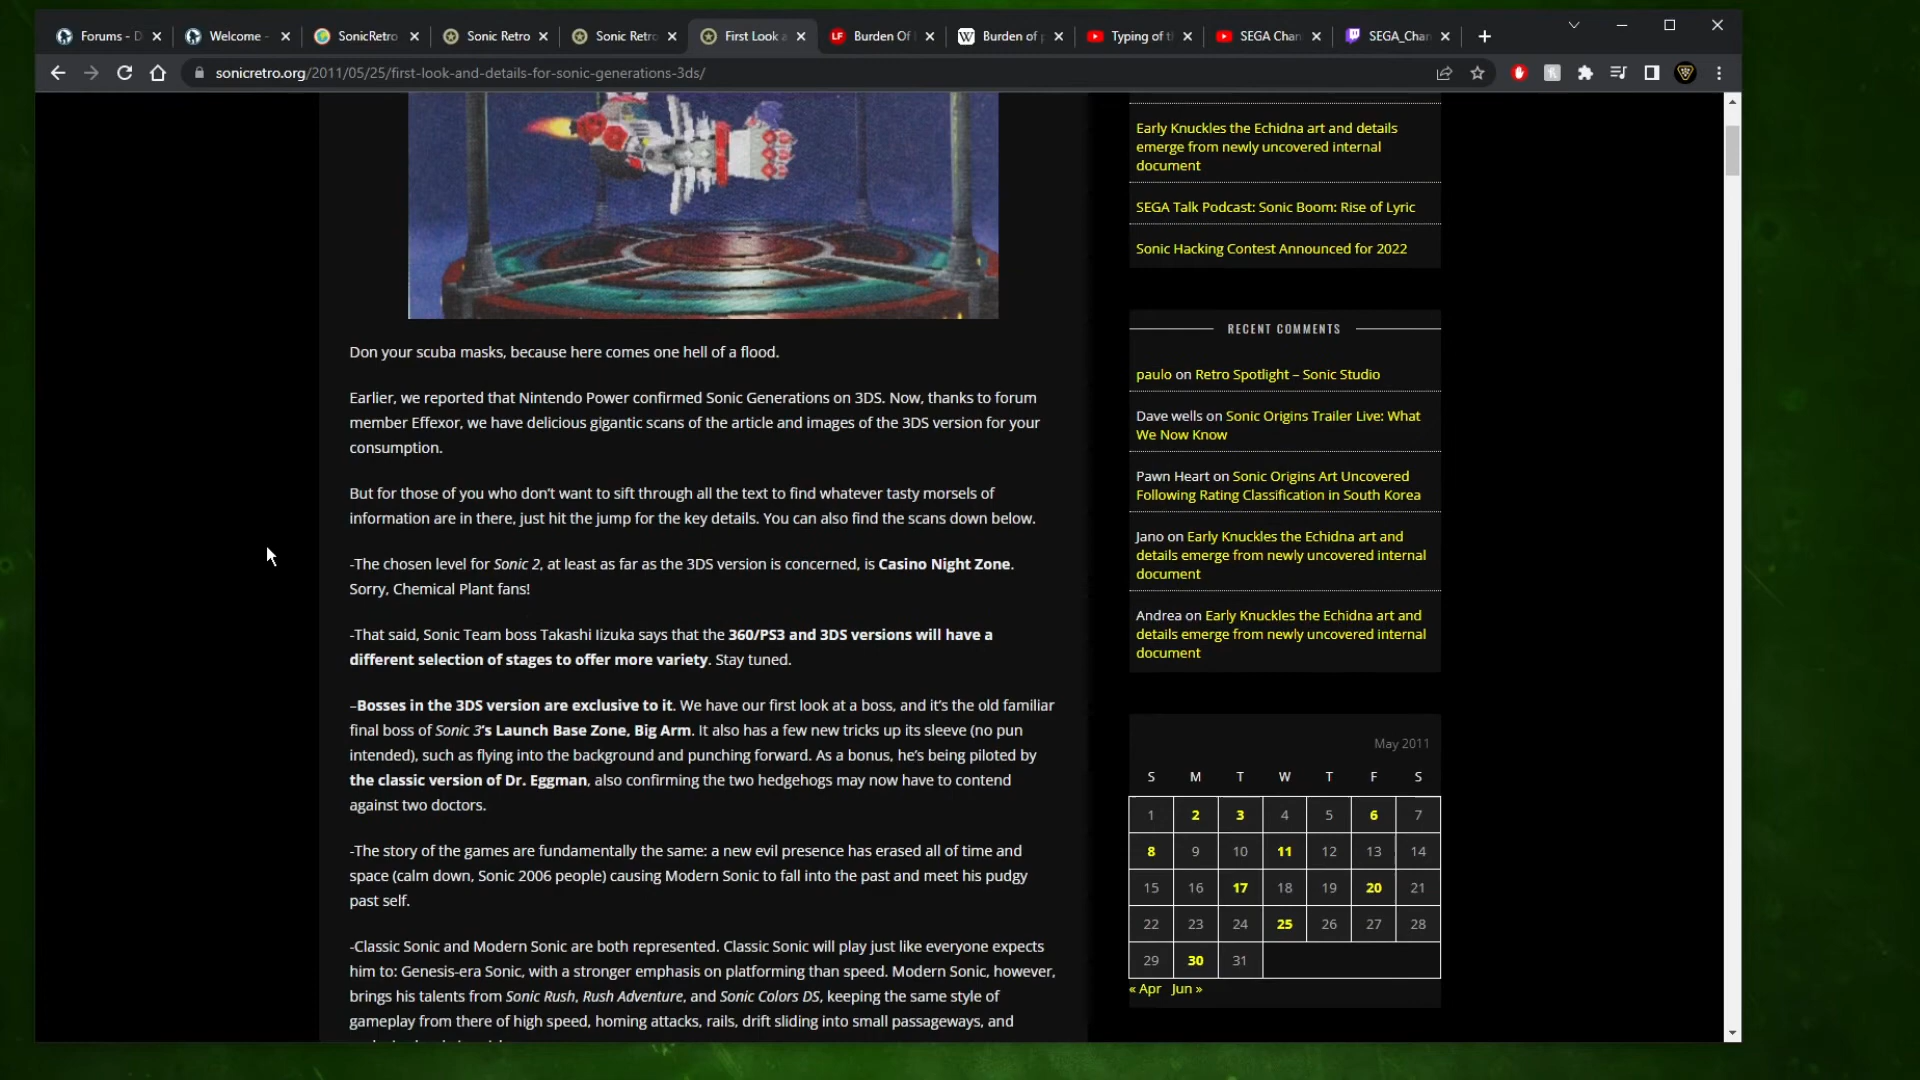 Forums - D
Welcome -
SonicRetro
Sonic Retro
Sonic Retro
First Look a
Burden Of
Burden of p
Typing of t
SEGA Chan
SEGA_Chan
sonicretro.org/2011/05/25/first-look-and-details-for-sonic-generations-3ds/
Don your scuba masks, because here comes one hell of a flood.
Earlier, we reported that Nintendo Power confirmed Sonic Generations on 3DS. Now, thanks to forum
member Effexor, we have delicious gigantic scans of the article and images of the 3DS version for your
consumption.
But for those of you who don't want to sift through all the text to find whatever tasty morsels of
information are in there, just hit the jump for the key details. You can also find the scans down below.
-The chosen level for Sonic 2, at least as far as the 3DS version is concerned, is Casino Night Zone.
Sorry, Chemical Plant fans!
-That said, Sonic Team boss Takashi Iizuka says that the 360/PS3 and 3DS versions will have a
different selection of stages to offer more variety. Stay tuned.
–Bosses in the 3DS version are exclusive to it. We have our first look at a boss, and it's the old familiar
final boss of Sonic 3's Launch Base Zone, Big Arm. It also has a few new tricks up its sleeve (no pun
intended), such as flying into the background and punching forward. As a bonus, he's being piloted by
the classic version of Dr. Eggman, also confirming the two hedgehogs may now have to contend
against two doctors.
-The story of the games are fundamentally the same: a new evil presence has erased all of time and
space (calm down, Sonic 2006 people) causing Modern Sonic to fall into the past and meet his pudgy
past self.
-Classic Sonic and Modern Sonic are both represented. Classic Sonic will play just like everyone expects
him to: Genesis-era Sonic, with a stronger emphasis on platforming than speed. Modern Sonic, however,
brings his talents from Sonic Rush, Rush Adventure, and Sonic Colors DS, keeping the same style of
gameplay from there of high speed, homing attacks, rails, drift sliding into small passageways, and
Early Knuckles the Echidna art and details
emerge from newly uncovered internal
document
SEGA Talk Podcast: Sonic Boom: Rise of Lyric
Sonic Hacking Contest Announced for 2022
RECENT COMMENTS
paulo on Retro Spotlight – Sonic Studio
Dave wells on Sonic Origins Trailer Live: What
We Now Know
Pawn Heart on Sonic Origins Art Uncovered
Following Rating Classification in South Korea
Jano on Early Knuckles the Echidna art and
details emerge from newly uncovered internal
document
Andrea on Early Knuckles the Echidna art and
details emerge from newly uncovered internal
document
May 2011
S M T W T F S
1 2 3 4 5 6 7
8 9 10 11 12 13 14
15 16 17 18 19 20 21
22 23 24 25 26 27 28
29 30 31
« Apr Jun »